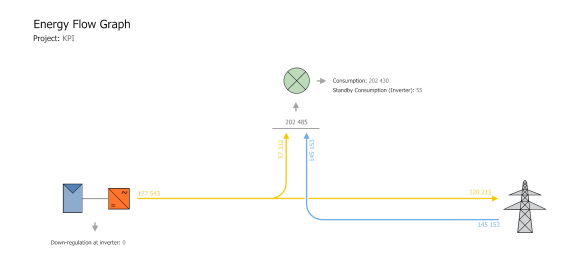 Energy Flow Graph
Project: KPI
Consumption: 202 430
Standby Consumption (Inverter): 55
202 485
57 332
145 153
177 543
120 211
145 153
Down-regulation at inverter: 0